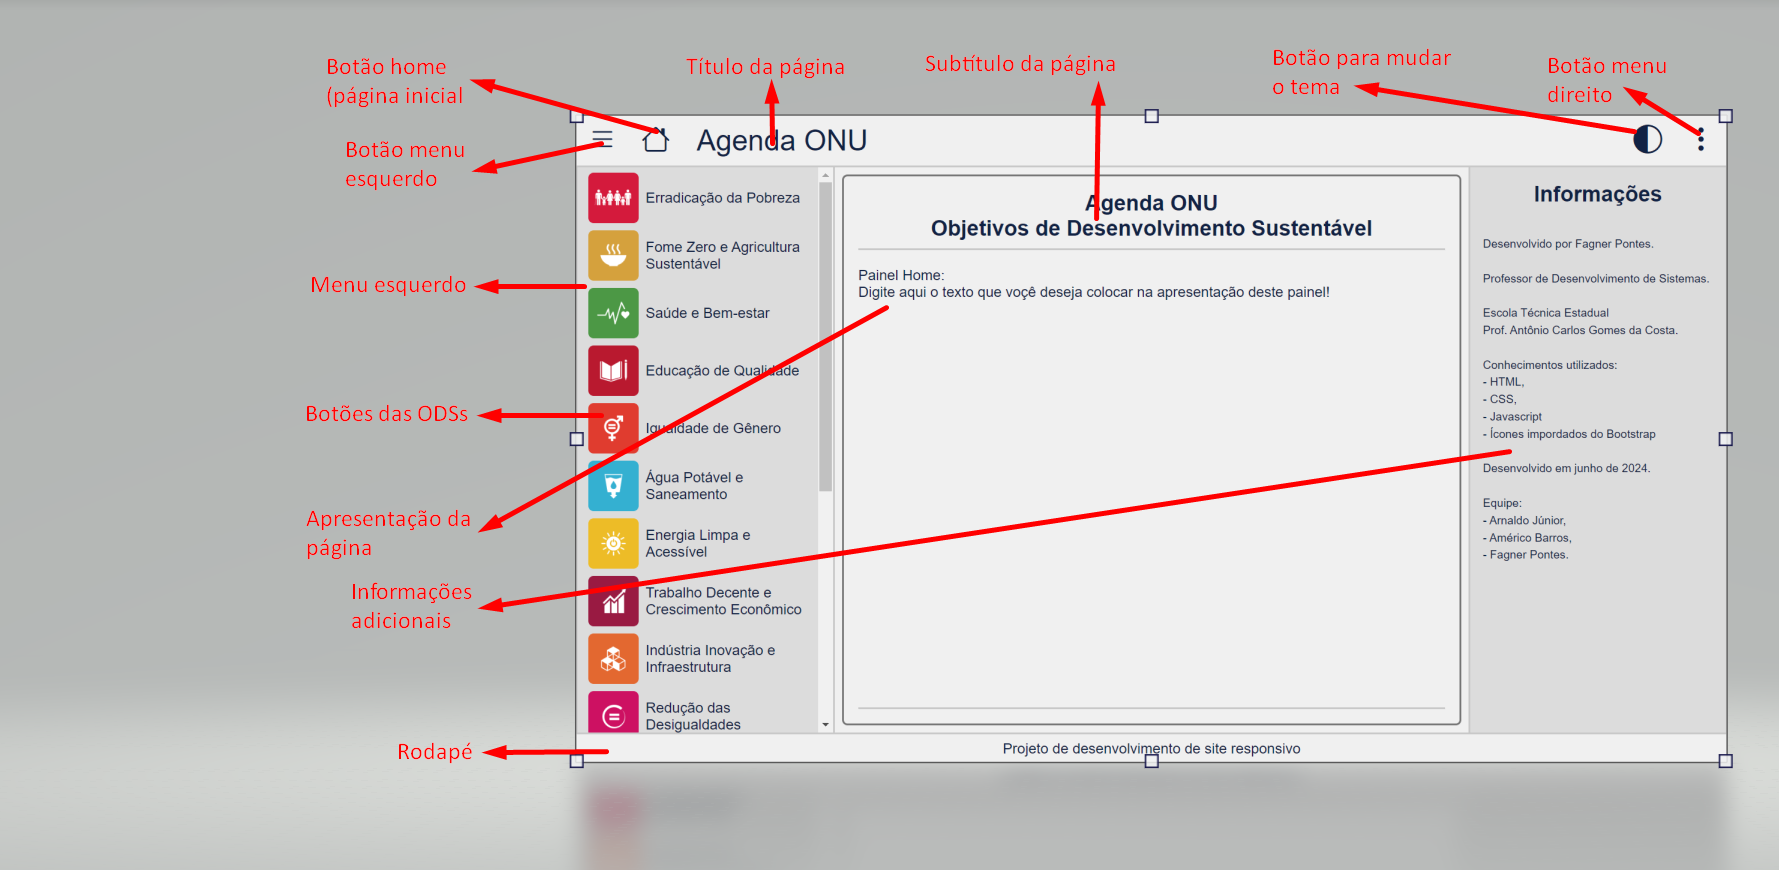 Botão home
(página inicial
Título da página
Subtítulo da página
Botão para mudar
o tema
Botão menu
direito
Botão menu
esquerdo
Menu esquerdo
Botões das ODSs
Apresentação da
página
Informações
adicionais
Rodapé
Agenda ONU
Erradicação da Pobreza
Fome Zero e Agricultura
Sustentável
Saúde e Bem-estar
Educação de Qualidade
Igualdade de Gênero
Água Potável e
Saneamento
Energia Limpa e
Acessível
Trabalho Decente e
Crescimento Econômico
Indústria Inovação e
Infraestrutura
Redução das
Desigualdades
Agenda ONU
Objetivos de Desenvolvimento Sustentável
Painel Home:
Digite aqui o texto que voçê deseja colocar na apresentação deste painel!
Informações
Desenvolvido por Fagner Pontes.
Professor de Desenvolvimento de Sistemas.
Escola Técnica Estadual
Prof. Antônio Carlos Gomes da Costa.
Conhecimentos utilizados:
- HTML,
- CSS,
- Javascript
- Ícones impordados do Bootstrap
Desenvolvido em junho de 2024.
Equipe:
- Arnaldo Júnior,
- Américo Barros,
- Fagner Pontes.
Projeto de desenvolvimento de site responsivo